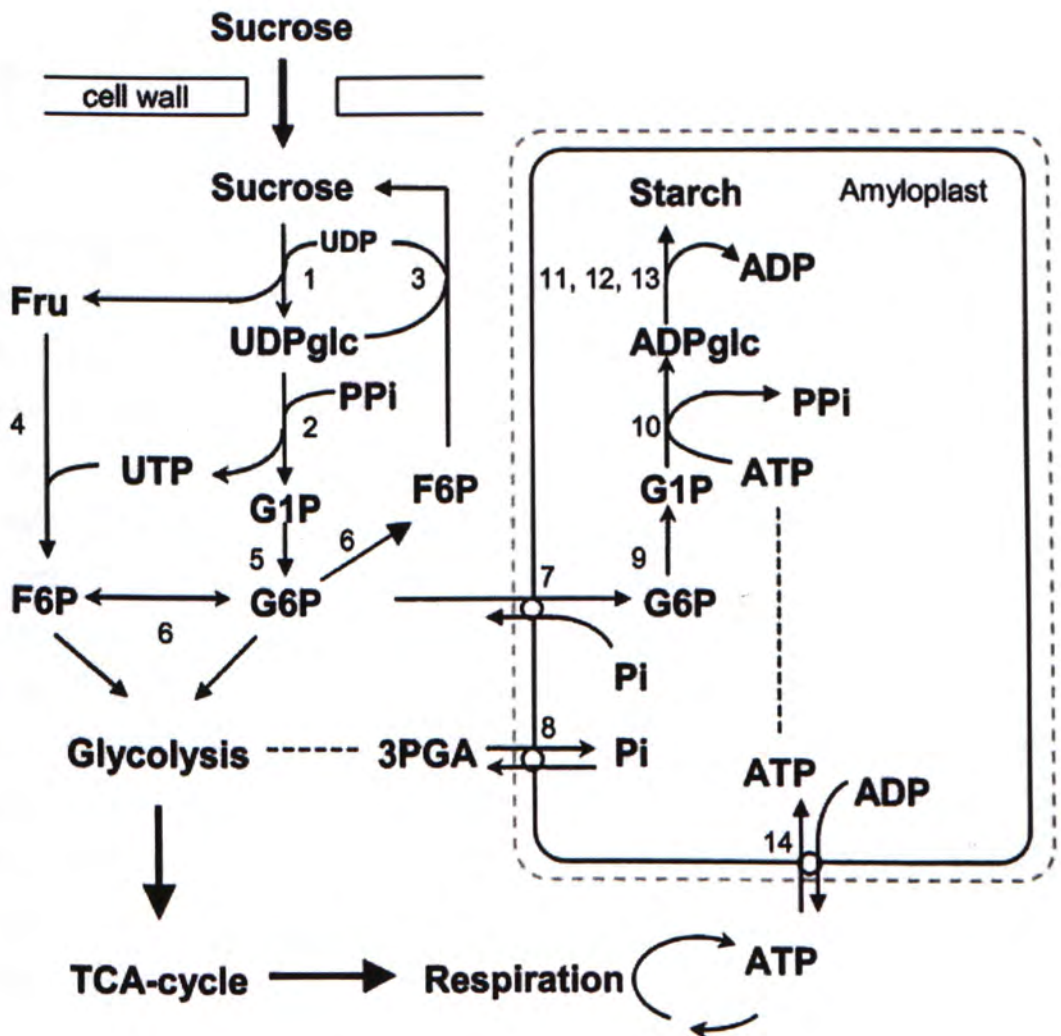 Sucrose
cell wall
Sucrose
Starch
Amyloplast
UDP
11, 12, 13
ADP
Fru
1
3
UDPglc
ADPglc
PPi
PPi
4
2
10
UTP
ATP
G1P
F6P
G1P
5
6
9
7
F6P
G6P
G6P
6
Pi
8
Glycolysis
3PGA
Pi
ATP
ADP
14
TCA-cycle
Respiration
ATP